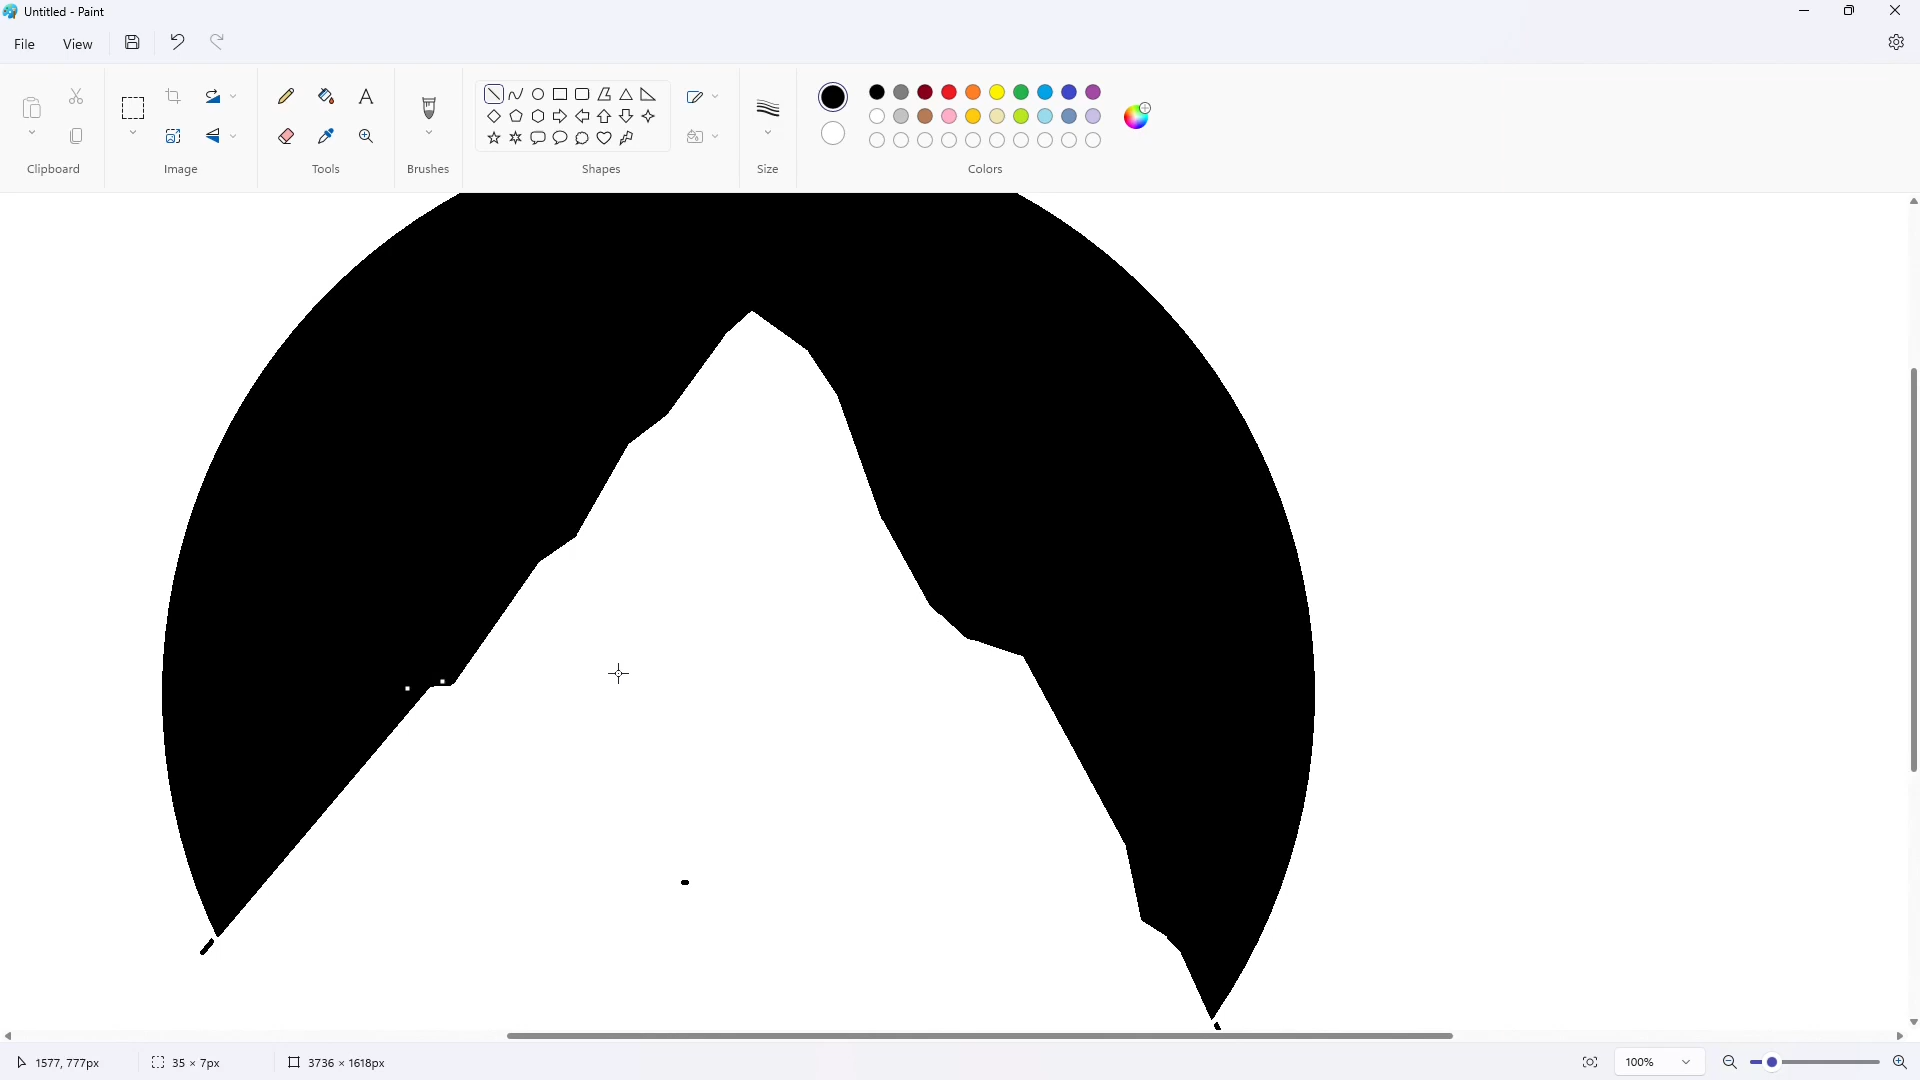 Untitled - Paint
File View
Clipboard Image Tools Brushes Shapes Size Colors
1577, 777px 35 × 7px 3736 × 1618px 100%